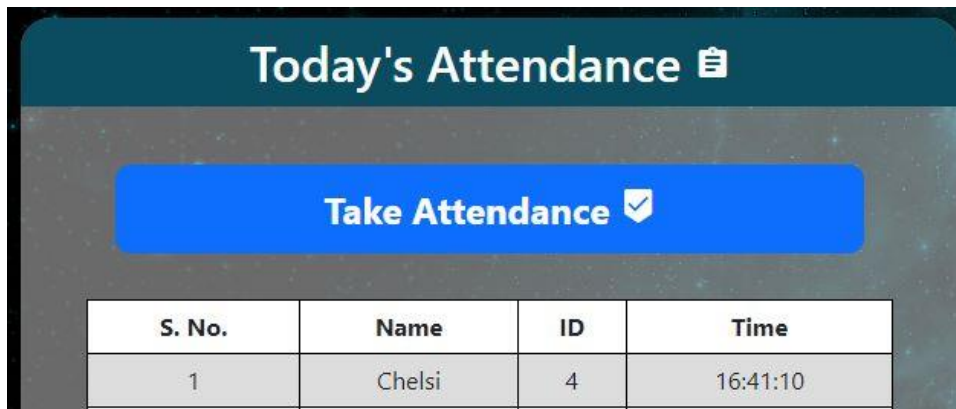 Today's Attendance
Take Attendance
S. No. Name ID Time
1 Chelsi 4 16:41:10